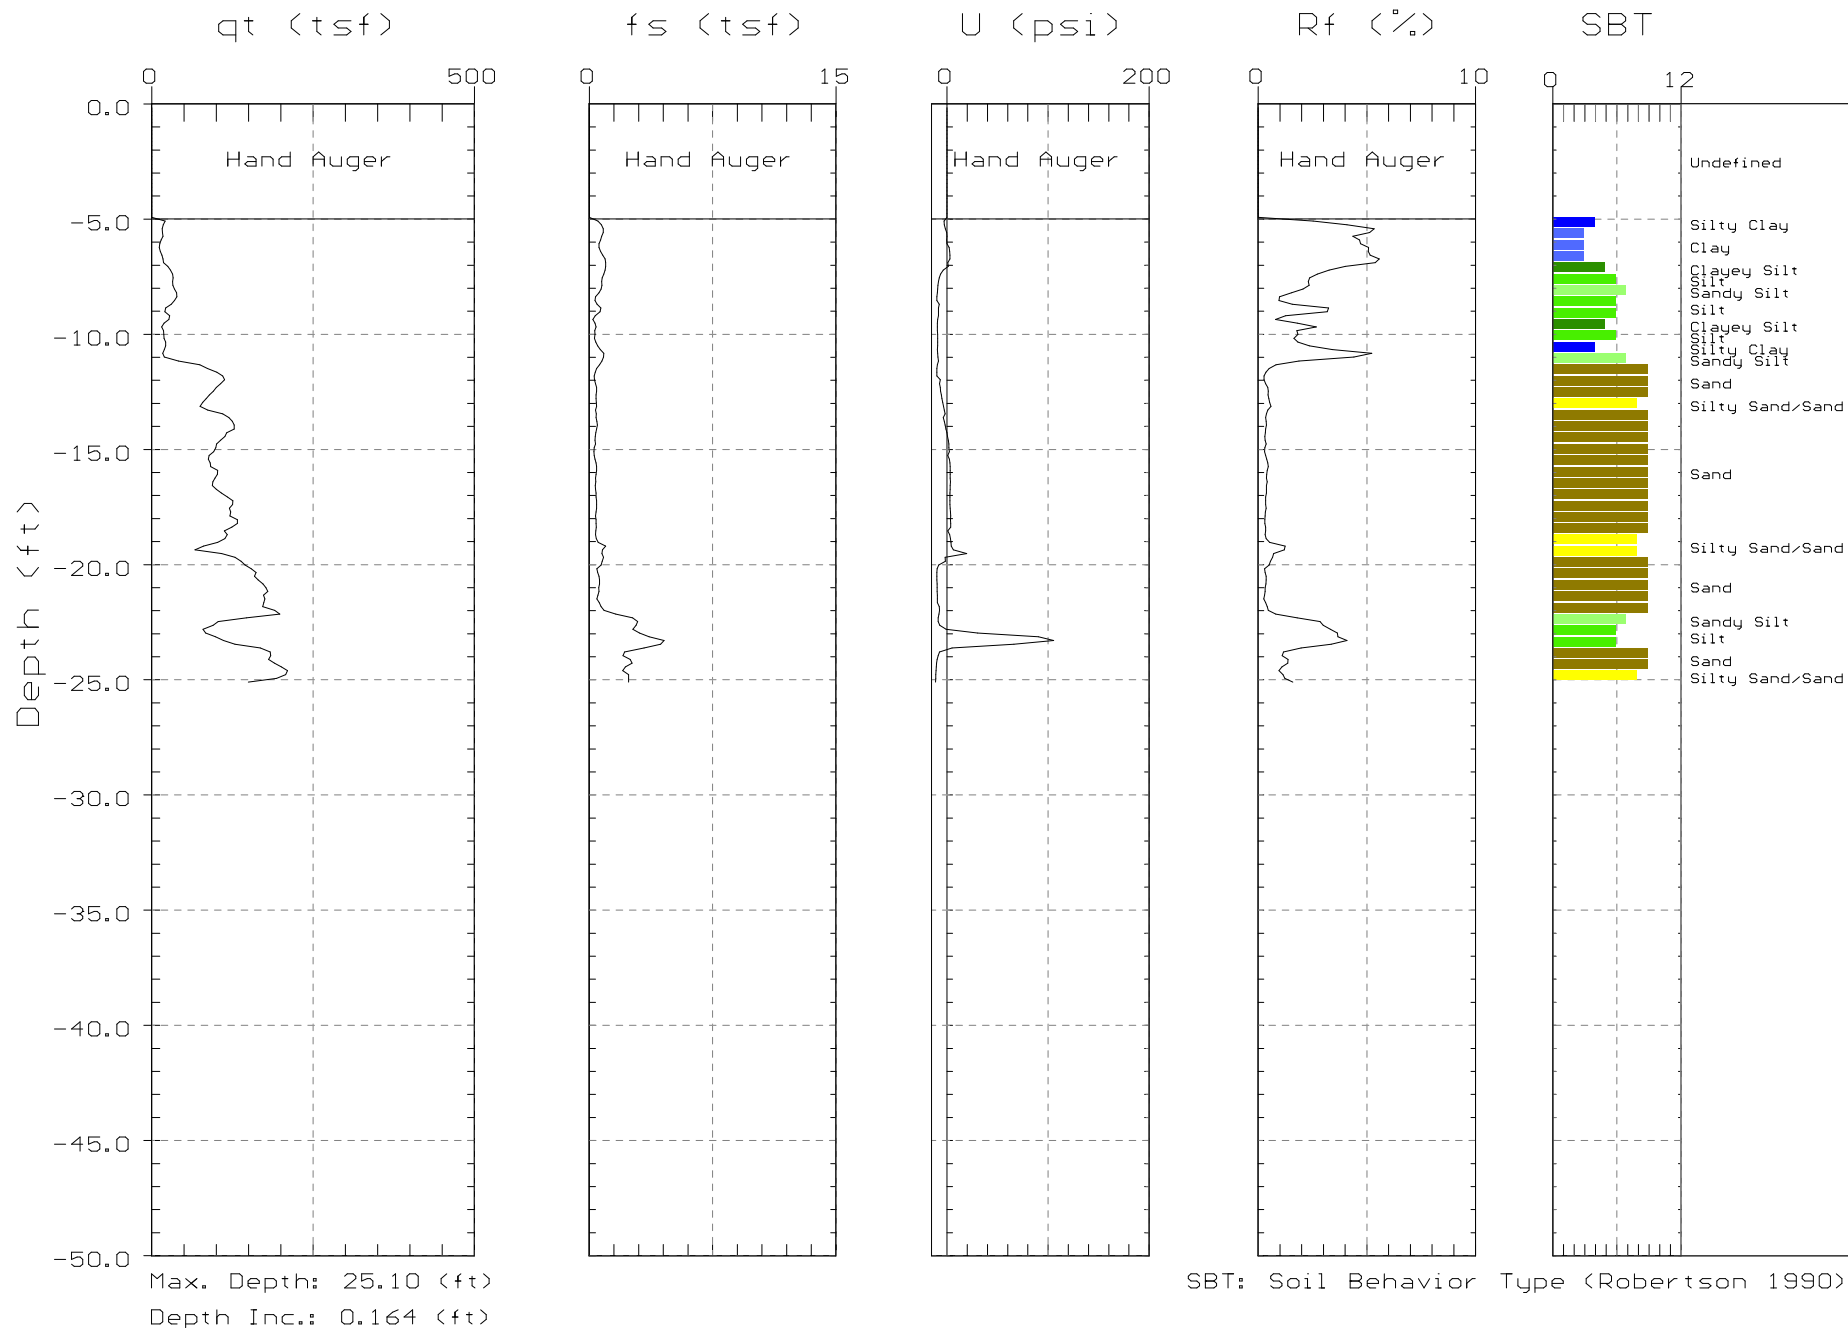 qt (tsf) fs (tsf) U (psi) Rf (%) SBT
0 500 0 15 0 200 0 10 0 12
0.0
Hand Auger Hand Auger Hand Auger Hand Auger Undefined
-5.0
Silty Clay
Clay
Clayey Silt
Silt
Sandy Silt
Silt
Clayey Silt
-10.0
Silt
Silty Clay
Sandy Silt
Sand
Silty Sand/Sand
-15.0
Sand
Silty Sand/Sand
-20.0
Sand
Sandy Silt
Silt
Sand
-25.0
Silty Sand/Sand
Depth (ft)
-30.0
-35.0
-40.0
-45.0
-50.0
Max. Depth: 25.10 (ft)
SBT: Soil Behavior Type (Robertson 1990)
Depth Inc.: 0.164 (ft)